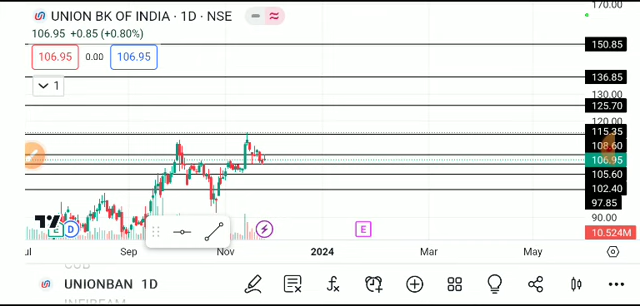 UNION BK OF INDIA · 1D · NSE
106.95 +0.85 (+0.80%)
106.95 0.00 106.95
1
170.00
150.85
136.85
130.00
125.70
120.00
115.35
108.60
106.95
105.60
102.40
97.85
90.00
10.524M
E D E
Sep Nov 2024 Mar May
UNIONBAN 1D